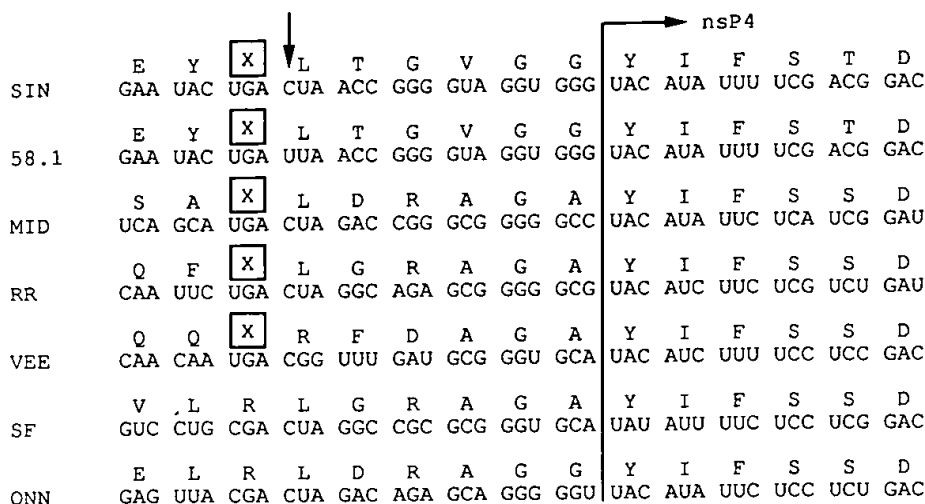 nsP4
E Y X L T G V G G Y I F S T D
SIN GAA UAC UGA CUA ACC GGG GUA GGU GGG UAC AUA UUU UCG ACG GAC
E Y X L T G V G G Y I F S T D
58.1 GAA UAC UGA UUA ACC GGG GUA GGU GGG UAC AUA UUU UCG ACG GAC
S A X L D R A G A Y I F S S D
MID UCA GCA UGA CUA GAC CGG GCG GGG GCC UAC AUA UUC UCA UCG GAU
Q F X L G R A G A Y I F S S D
RR CAA UUC UGA CUA GGC AGA GCG GGG GCG UAC AUC UUC UCG UCU GAU
Q Q X R F D A G A Y I F S S D
VEE CAA CAA UGA CGG UUU GAU GCG GGU GCA UAC AUC UUU UCC UCC GAC
V L R L G R A G A Y I F S S D
SF GUC CUG CGA CUA GGC CGC GCG GGU GCA UAU AUU UUC UCC UCG GAC
E L R L D R A G G Y I F S S D
ONN GAG UUA CGA CUA GAC AGA GCA GGG GGU UAC AUA UUC UCC UCU GAC